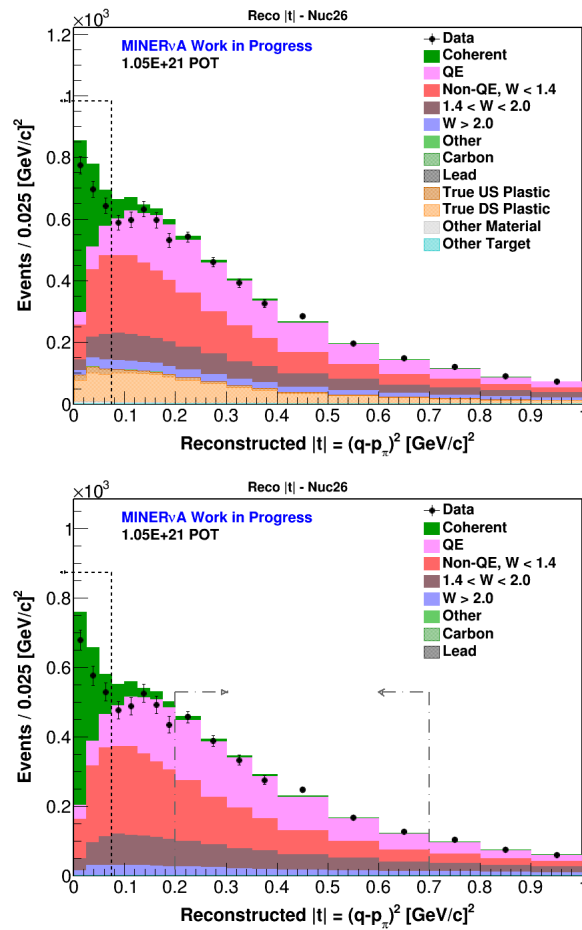 Reco |t| - Nuc26
×10³
MINERνA Work in Progress
1.05E+21 POT
Data
Coherent
QE
Non-QE, W < 1.4
1.4 < W < 2.0
W > 2.0
Other
Carbon
Lead
True US Plastic
True DS Plastic
Other Material
Other Target
Events / 0.025 [GeV/c]²
1.2
1
0.8
0.6
0.4
0.2
0
0 0.1 0.2 0.3 0.4 0.5 0.6 0.7 0.8 0.9 1
Reconstructed |t| = (q-p_π)² [GeV/c]²
Reco |t| - Nuc26
×10³
MINERνA Work in Progress
1.05E+21 POT
Data
Coherent
QE
Non-QE, W < 1.4
1.4 < W < 2.0
W > 2.0
Other
Carbon
Lead
Events / 0.025 [GeV/c]²
1
0.8
0.6
0.4
0.2
0
0 0.1 0.2 0.3 0.4 0.5 0.6 0.7 0.8 0.9 1
Reconstructed |t| = (q-p_π)² [GeV/c]²